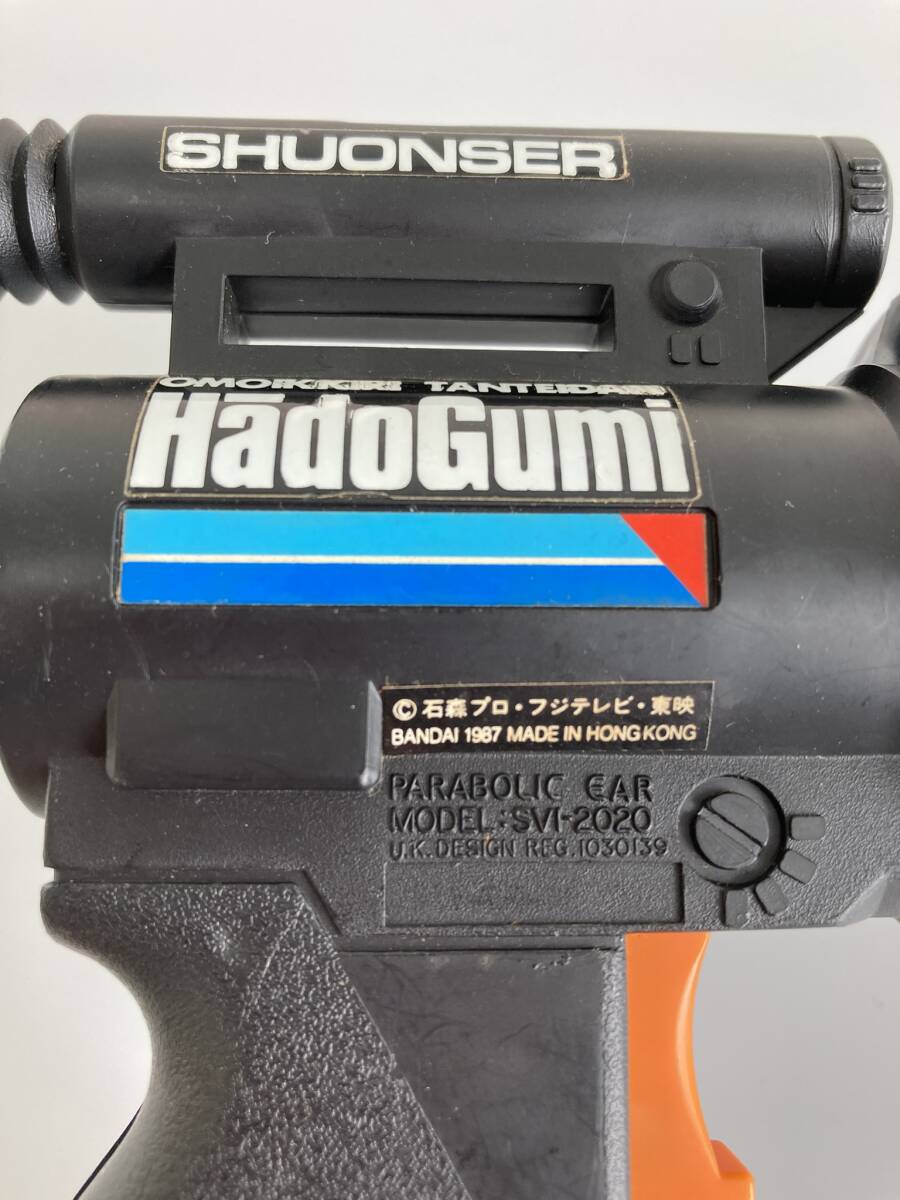 SHUONSER
OMOIKKIRI TANTEIDAN
HādoGumi
© 石森プロ・フジテレビ・東映
BANDAI 1987 MADE IN HONG KONG
PARABOLIC EAR
MODEL:SVI-2020
U.K. DESIGN REG.1030139